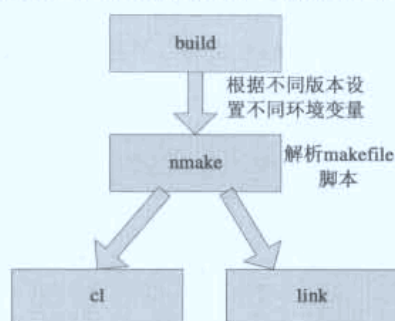 build
根据不同版本设
置不同环境变量
nmake
解析makefile
脚本
cl
link